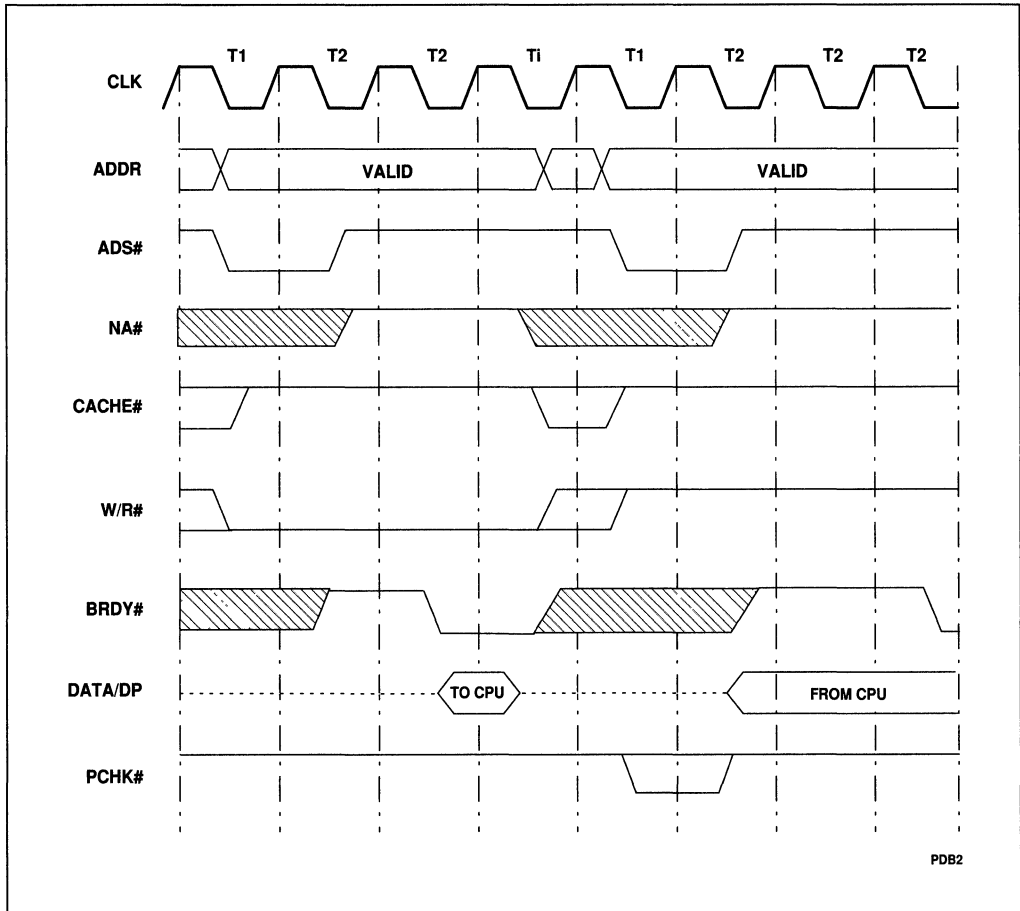 T1 T2 T2 Ti T1 T2 T2 T2
CLK
ADDR VALID VALID
ADS#
NA#
CACHE#
W/R#
BRDY#
DATA/DP TO CPU FROM CPU
PCHK#
PDB2